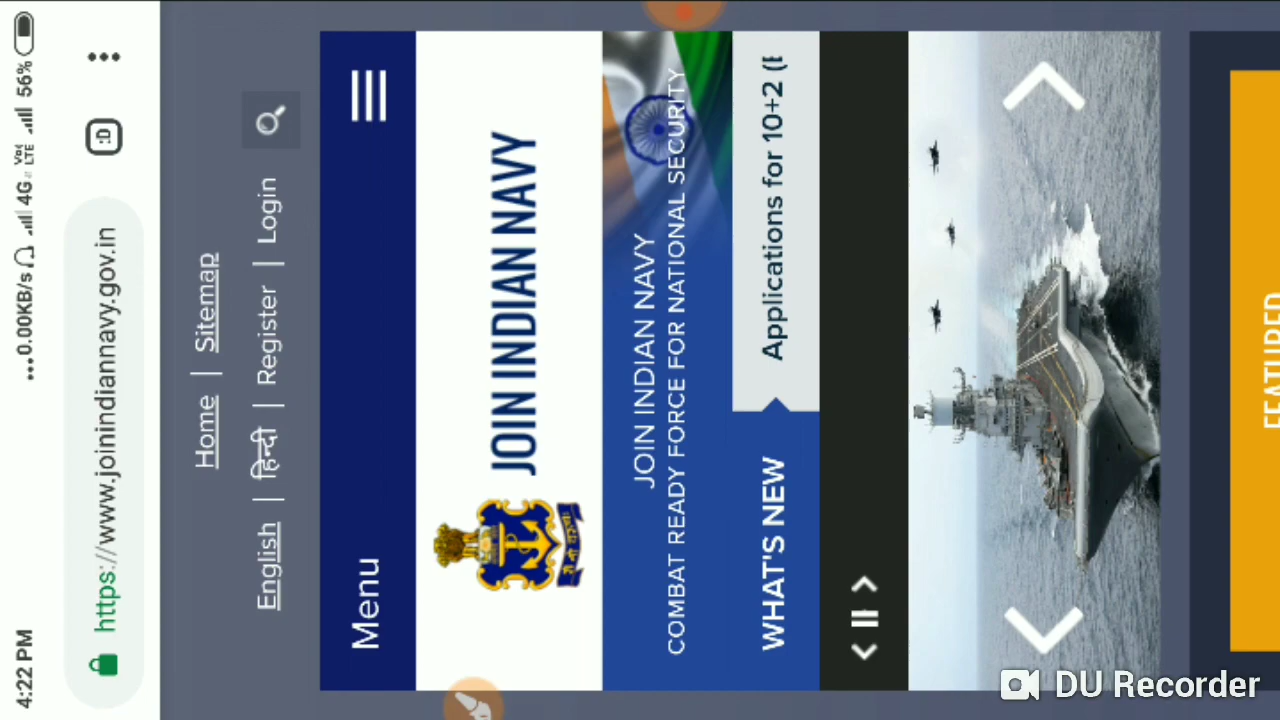 4:22 PM
...0.00KB/s 4G VoLTE 56%
https://www.joinindiannavy.gov.in
:D
Home | Sitemap
English | हिन्दी | Register | Login
Menu
JOIN INDIAN NAVY
JOIN INDIAN NAVY
COMBAT READY FORCE FOR NATIONAL SECURITY
WHAT'S NEW
Applications for 10+2 (
FEATURED
DU Recorder